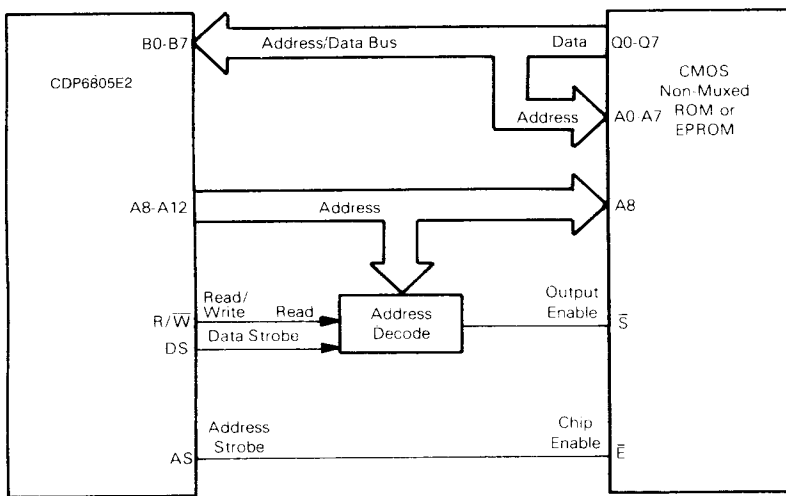 B0-B7
Address/Data Bus
Data
Q0-Q7
CDP6805E2
CMOS
Non-Muxed
ROM or
EPROM
Address
A0-A7
A8-A12
Address
A8
Read/
Write
Read
R/W̅
Data Strobe
DS
Address
Decode
Output
Enable
S̅
Address
Strobe
AS
Chip
Enable
E̅